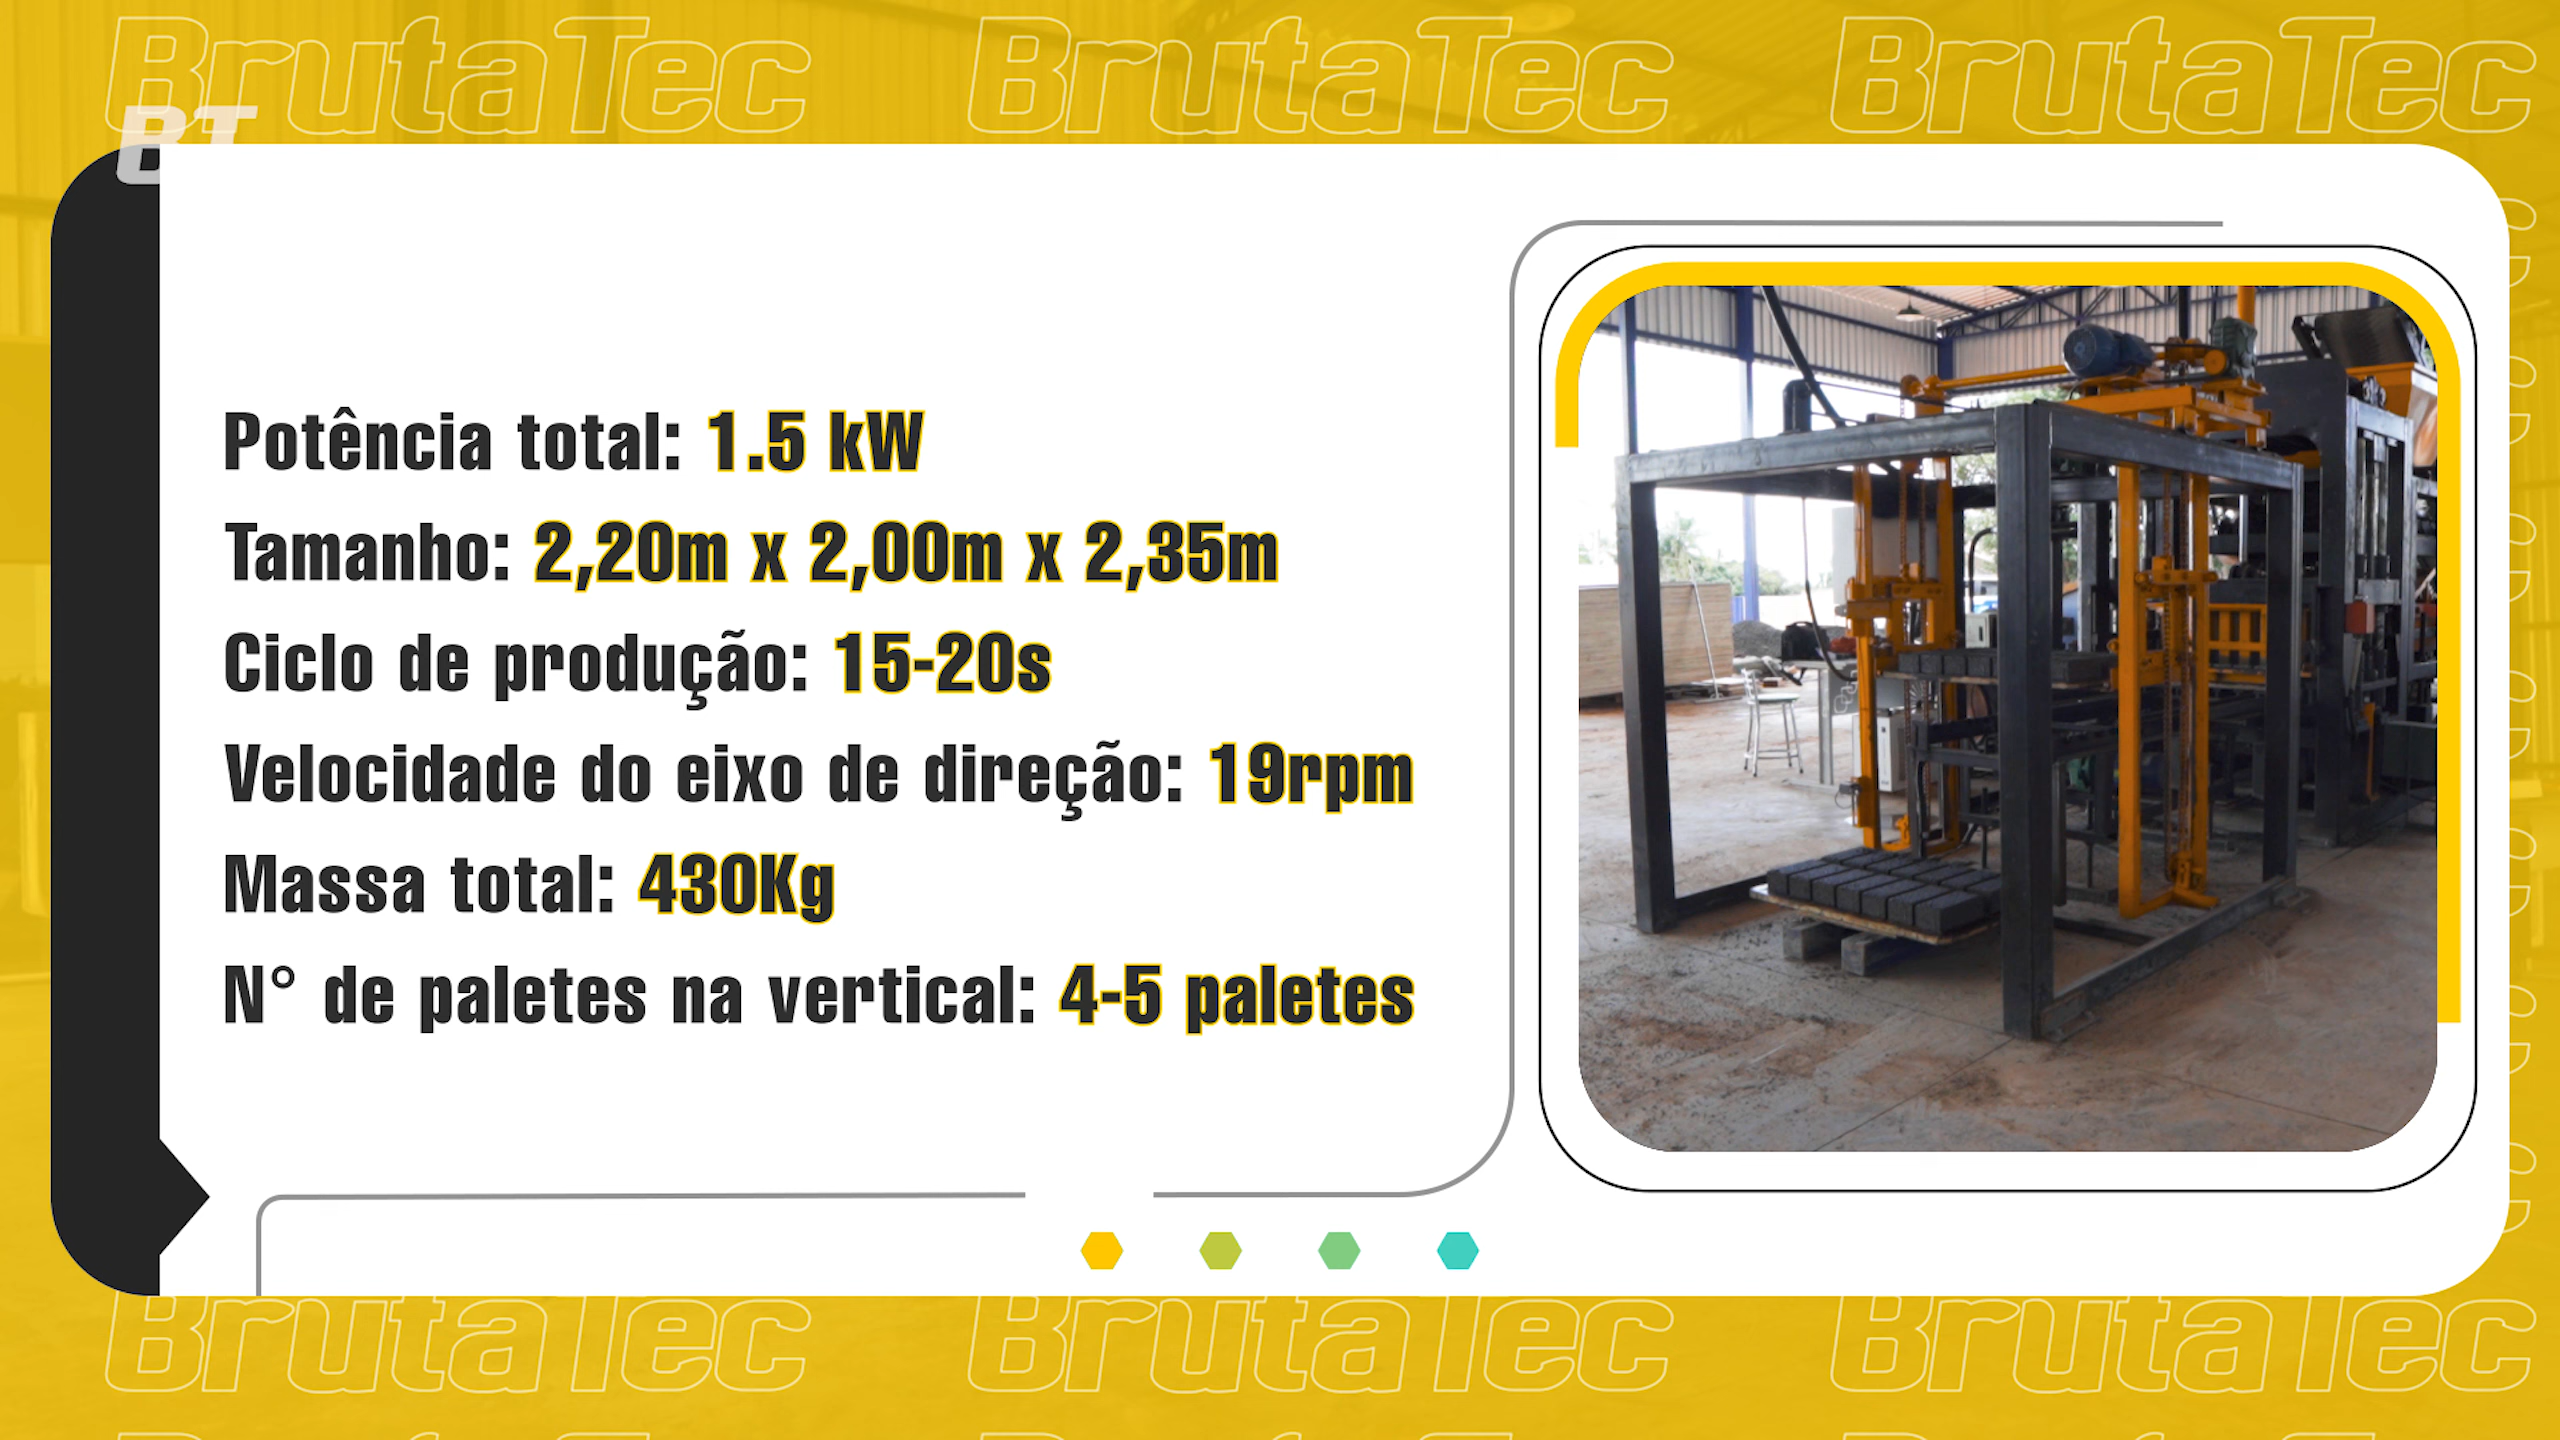 BrutaTec BrutaTec BrutaTec
BT
Potência total: 1.5 kW
Tamanho: 2,20m x 2,00m x 2,35m
Ciclo de produção: 15-20s
Velocidade do eixo de direção: 19rpm
Massa total: 430Kg
N° de paletes na vertical: 4-5 paletes
BrutaTec BrutaTec BrutaTec